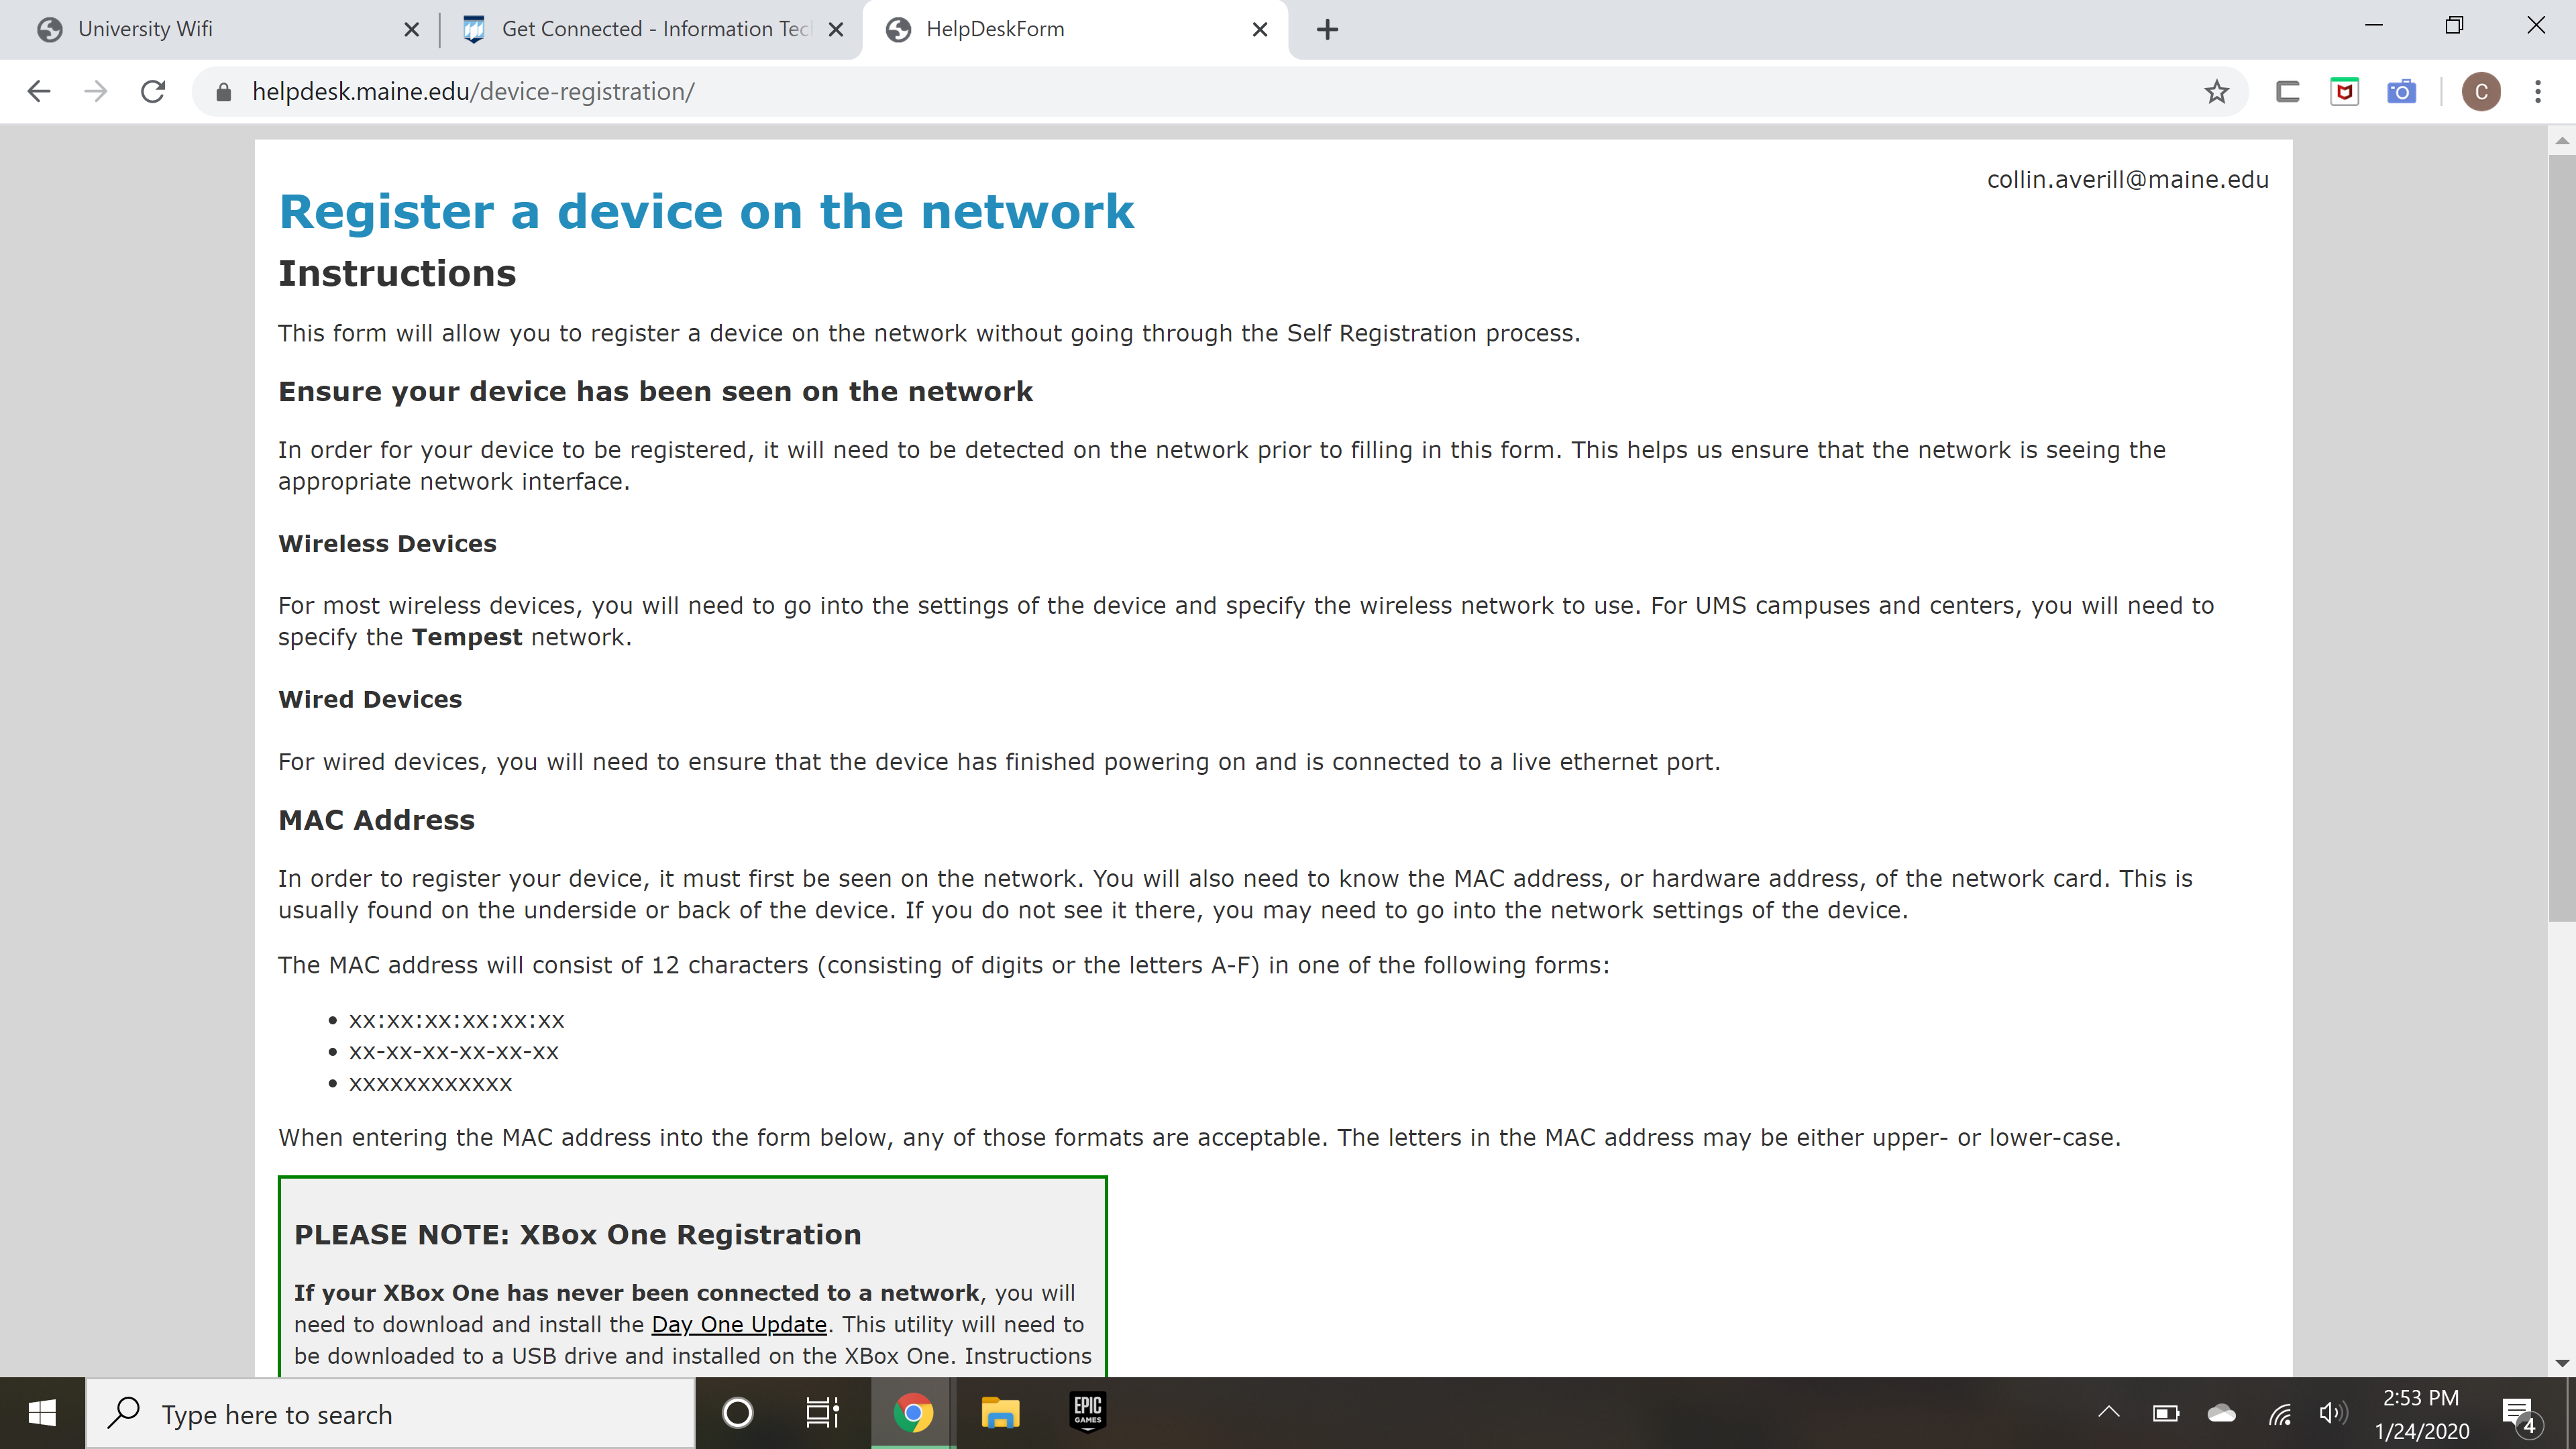 University Wifi
Get Connected - Information Tec
HelpDeskForm
helpdesk.maine.edu/device-registration/
C
collin.averill@maine.edu
Register a device on the network
Instructions
This form will allow you to register a device on the network without going through the Self Registration process.
Ensure your device has been seen on the network
In order for your device to be registered, it will need to be detected on the network prior to filling in this form. This helps us ensure that the network is seeing the
appropriate network interface.
Wireless Devices
For most wireless devices, you will need to go into the settings of the device and specify the wireless network to use. For UMS campuses and centers, you will need to
specify the Tempest network.
Wired Devices
For wired devices, you will need to ensure that the device has finished powering on and is connected to a live ethernet port.
MAC Address
In order to register your device, it must first be seen on the network. You will also need to know the MAC address, or hardware address, of the network card. This is
usually found on the underside or back of the device. If you do not see it there, you may need to go into the network settings of the device.
The MAC address will consist of 12 characters (consisting of digits or the letters A-F) in one of the following forms:
• xx:xx:xx:xx:xx:xx
• xx-xx-xx-xx-xx-xx
• xxxxxxxxxxxx
When entering the MAC address into the form below, any of those formats are acceptable. The letters in the MAC address may be either upper- or lower-case.
PLEASE NOTE: XBox One Registration
If your XBox One has never been connected to a network, you will
need to download and install the Day One Update. This utility will need to
be downloaded to a USB drive and installed on the XBox One. Instructions
Type here to search
EPIC
GAMES
2:53 PM
1/24/2020
4